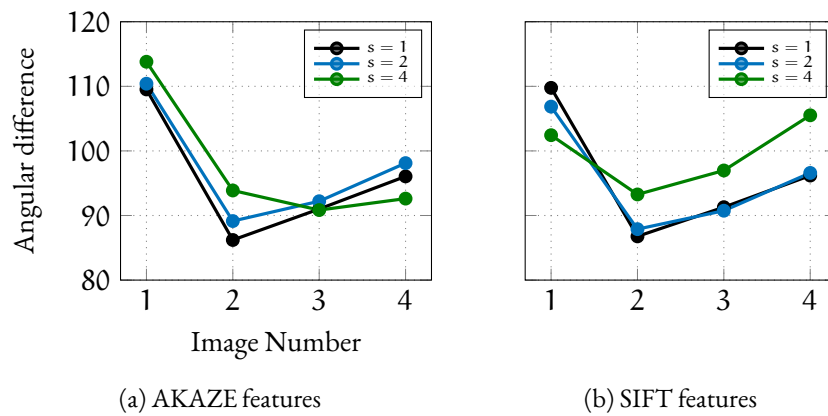 120
110
100
90
80
Angular difference
1 2 3 4
Image Number
s = 1
s = 2
s = 4
(a) AKAZE features
1 2 3 4
s = 1
s = 2
s = 4
(b) SIFT features